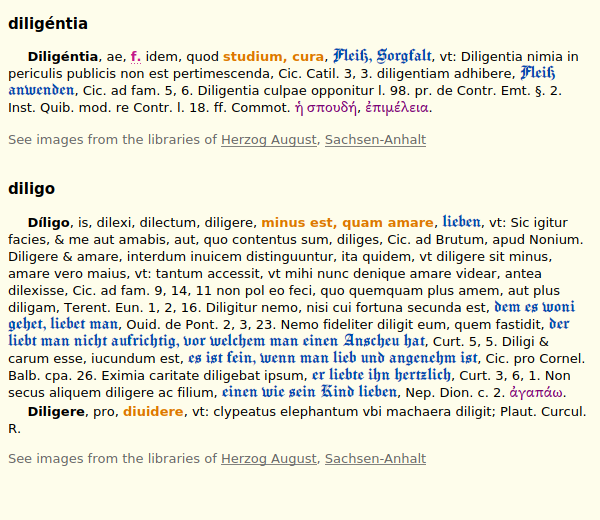 diligéntia
Diligéntia, ae, f. idem, quod studium, cura, Fleiß, Sorgfalt, vt: Diligentia nimia in
periculis publicis non est pertimescenda, Cic. Catil. 3, 3. diligentiam adhibere, Fleiß
anwenden, Cic. ad fam. 5, 6. Diligentia culpae opponitur l. 98. pr. de Contr. Emt. §. 2.
Inst. Quib. mod. re Contr. l. 18. ff. Commot. ἡ σπουδή, ἐπιμέλεια.
See images from the libraries of Herzog August, Sachsen-Anhalt
diligo
Díligo, is, dilexi, dilectum, diligere, minus est, quam amare, lieben, vt: Sic igitur
facies, & me aut amabis, aut, quo contentus sum, diliges, Cic. ad Brutum, apud Nonium.
Diligere & amare, interdum inuicem distinguuntur, ita quidem, vt diligere sit minus,
amare vero maius, vt: tantum accessit, vt mihi nunc denique amare videar, antea
dilexisse, Cic. ad fam. 9, 14, 11 non pol eo feci, quo quemquam plus amem, aut plus
diligam, Terent. Eun. 1, 2, 16. Diligitur nemo, nisi cui fortuna secunda est, dem es woni
gehet, liebet man, Ouid. de Pont. 2, 3, 23. Nemo fideliter diligit eum, quem fastidit, der
liebt man nicht aufrichtig, vor welchem man einen Anscheu hat, Curt. 5, 5. Diligi &
carum esse, iucundum est, es ist fein, wenn man lieb und angenehm ist, Cic. pro Cornel.
Balb. cpa. 26. Eximia caritate diligebat ipsum, er liebte ihn hertzlich, Curt. 3, 6, 1. Non
secus aliquem diligere ac filium, einen wie sein Kind lieben, Nep. Dion. c. 2. ἀγαπάω.
Diligere, pro, diuidere, vt: clypeatus elephantum vbi machaera diligit; Plaut. Curcul.
R.
See images from the libraries of Herzog August, Sachsen-Anhalt